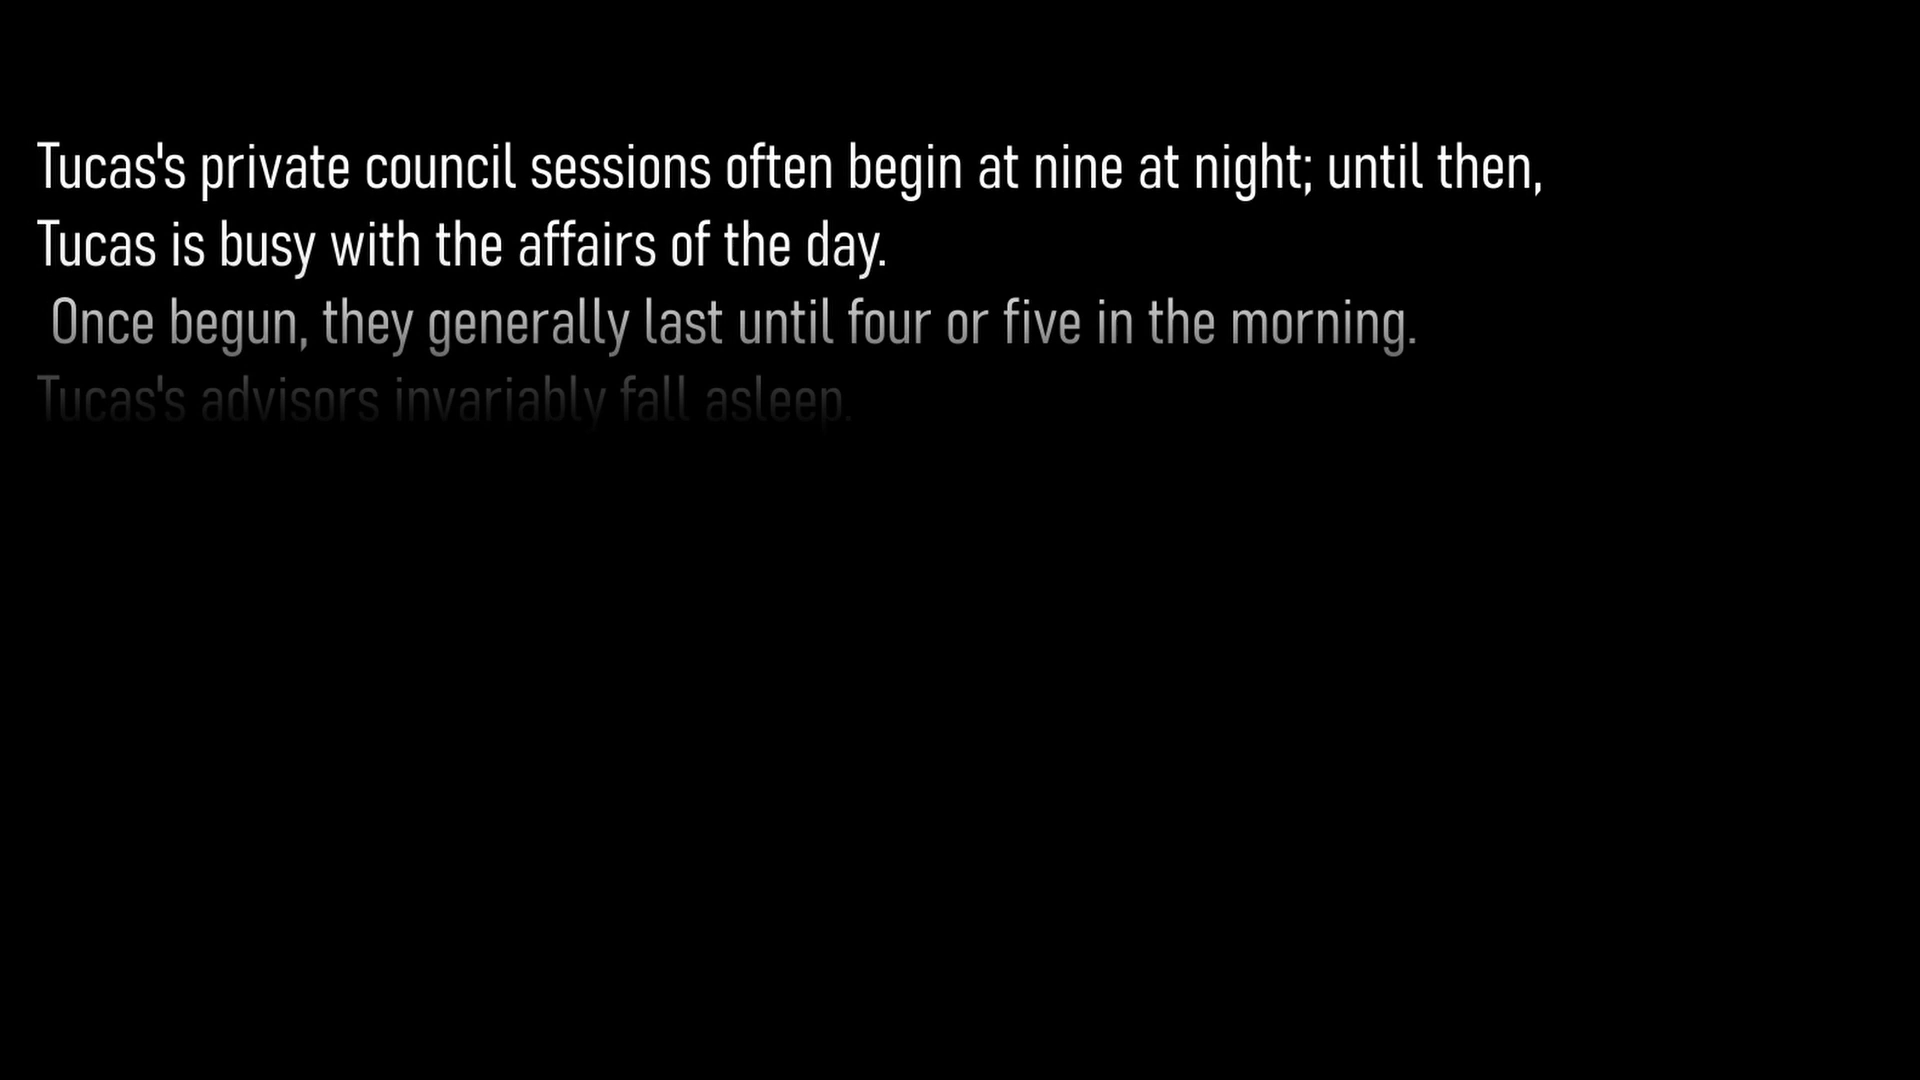 Tucas's private council sessions often begin at nine at night; until then,
Tucas is busy with the affairs of the day.
Once begun, they generally last until four or five in the morning.
Tucas's advisors invariably fall asleep.